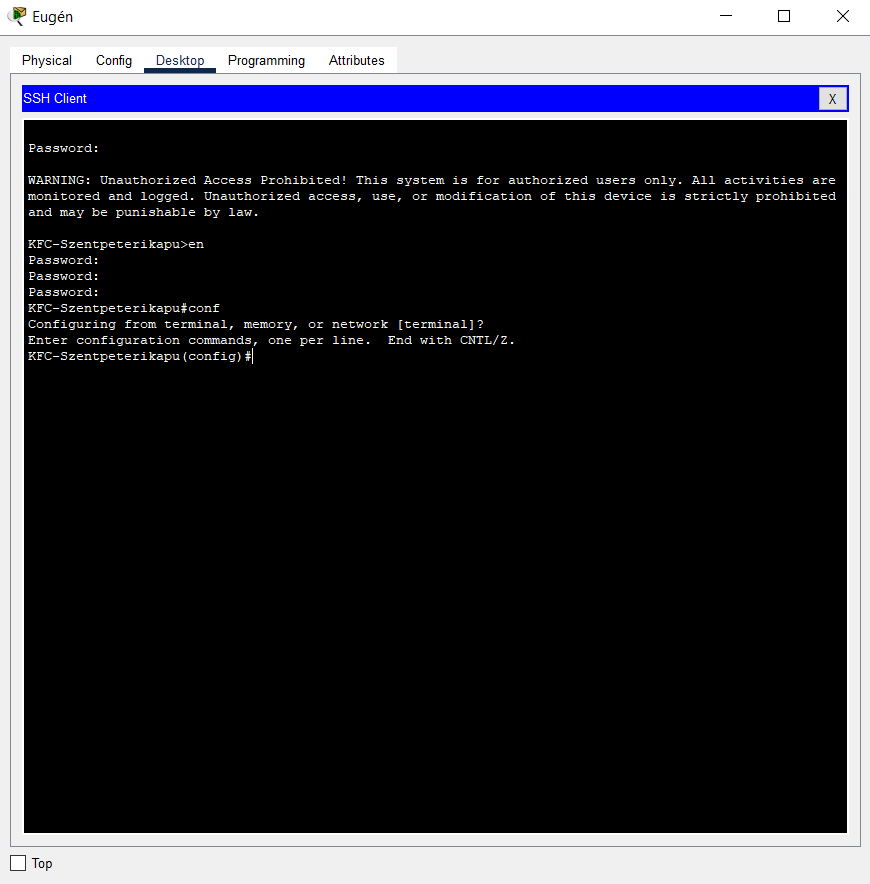 Eugén
Physical Config Desktop Programming Attributes
SSH Client X
Password:
WARNING: Unauthorized Access Prohibited! This system is for authorized users only. All activities are
monitored and logged. Unauthorized access, use, or modification of this device is strictly prohibited
and may be punishable by law.
KFC-Szentpeterikapu>en
Password:
Password:
Password:
KFC-Szentpeterikapu#conf
Configuring from terminal, memory, or network [terminal]?
Enter configuration commands, one per line.  End with CNTL/Z.
KFC-Szentpeterikapu(config)#
Top